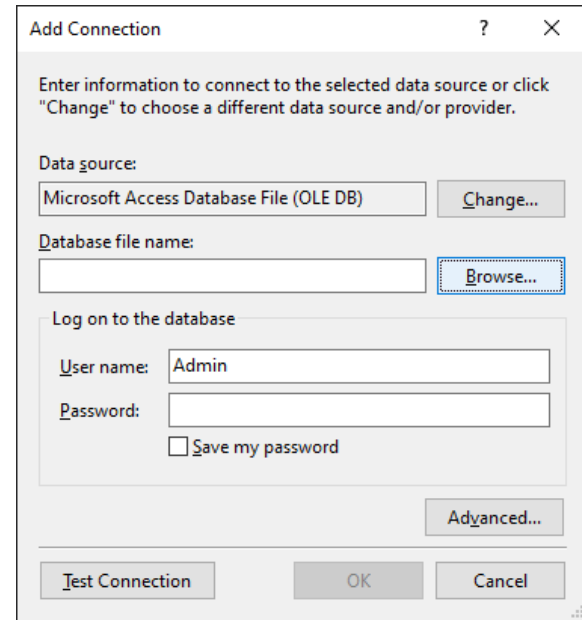 Add Connection
?
Enter information to connect to the selected data source or click
"Change" to choose a different data source and/or provider.
Data source:
Microsoft Access Database File (OLE DB)
Change...
Database file name:
Browse...
Log on to the database
User name:
Admin
Password:
Save my password
Advanced...
Test Connection
OK
Cancel